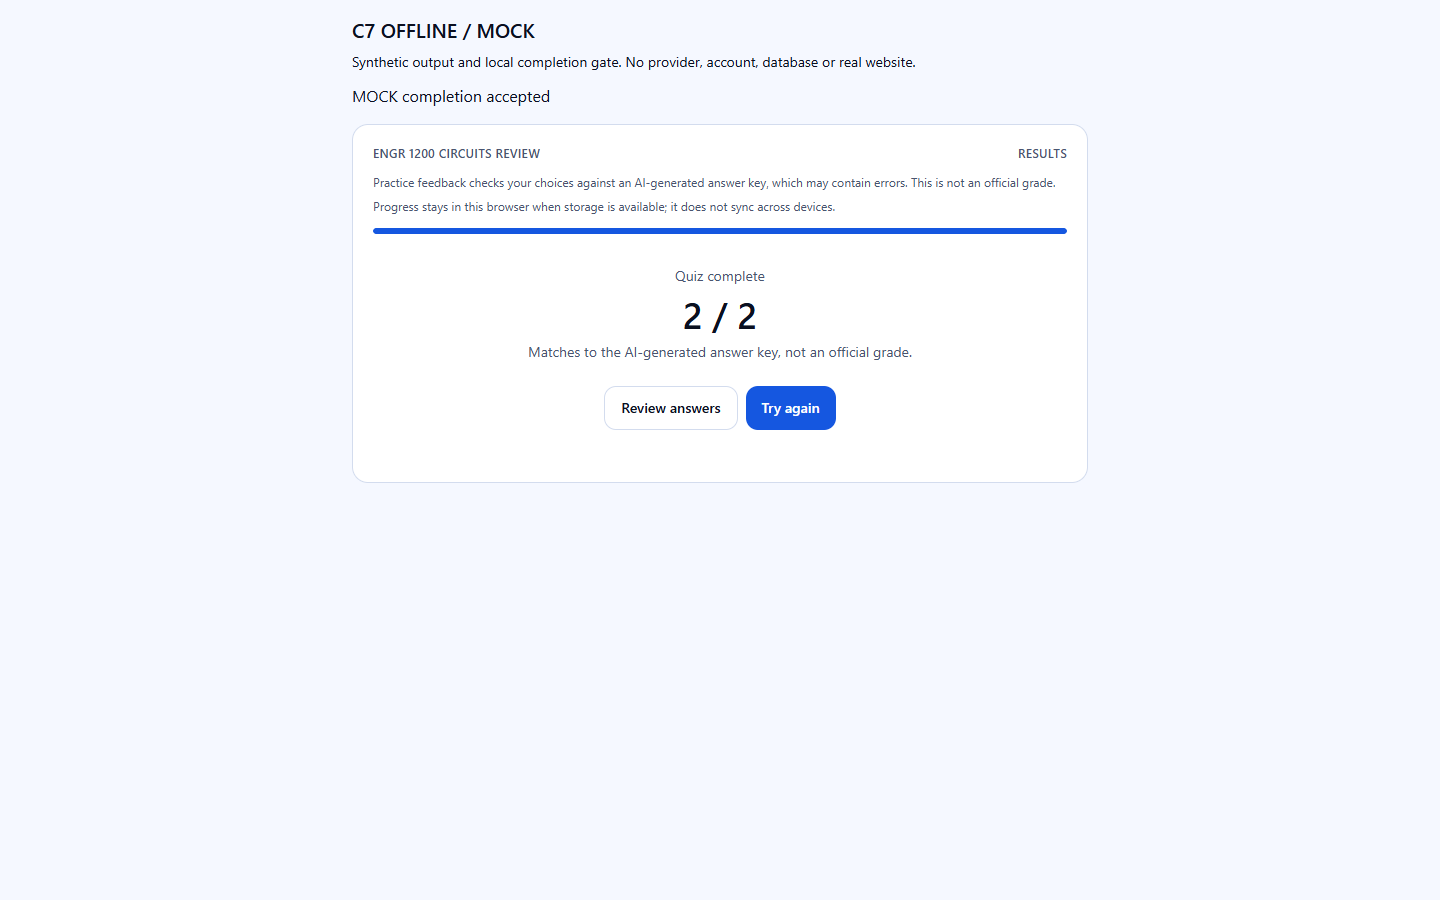 C7 OFFLINE / MOCK
Synthetic output and local completion gate. No provider, account, database or real website.
MOCK completion accepted
ENGR 1200 CIRCUITS REVIEW
RESULTS
Practice feedback checks your choices against an AI-generated answer key, which may contain errors. This is not an official grade.
Progress stays in this browser when storage is available; it does not sync across devices.
Quiz complete
2 / 2
Matches to the AI-generated answer key, not an official grade.
Review answers
Try again